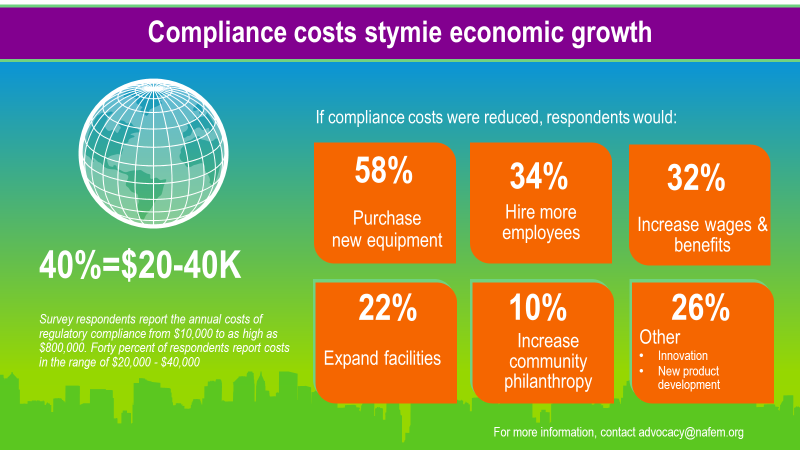 Compliance costs stymie economic growth
If compliance costs were reduced, respondents would:
40%=$20-40K
Survey respondents report the annual costs of
regulatory compliance from $10,000 to as high as
$800,000. Forty percent of respondents report costs
in the range of $20,000 - $40,000
58%
Purchase
new equipment
34%
Hire more
employees
32%
Increase wages &
benefits
22%
Expand facilities
10%
Increase
community
philanthropy
26%
Other
• Innovation
• New product
development
For more information, contact advocacy@nafem.org